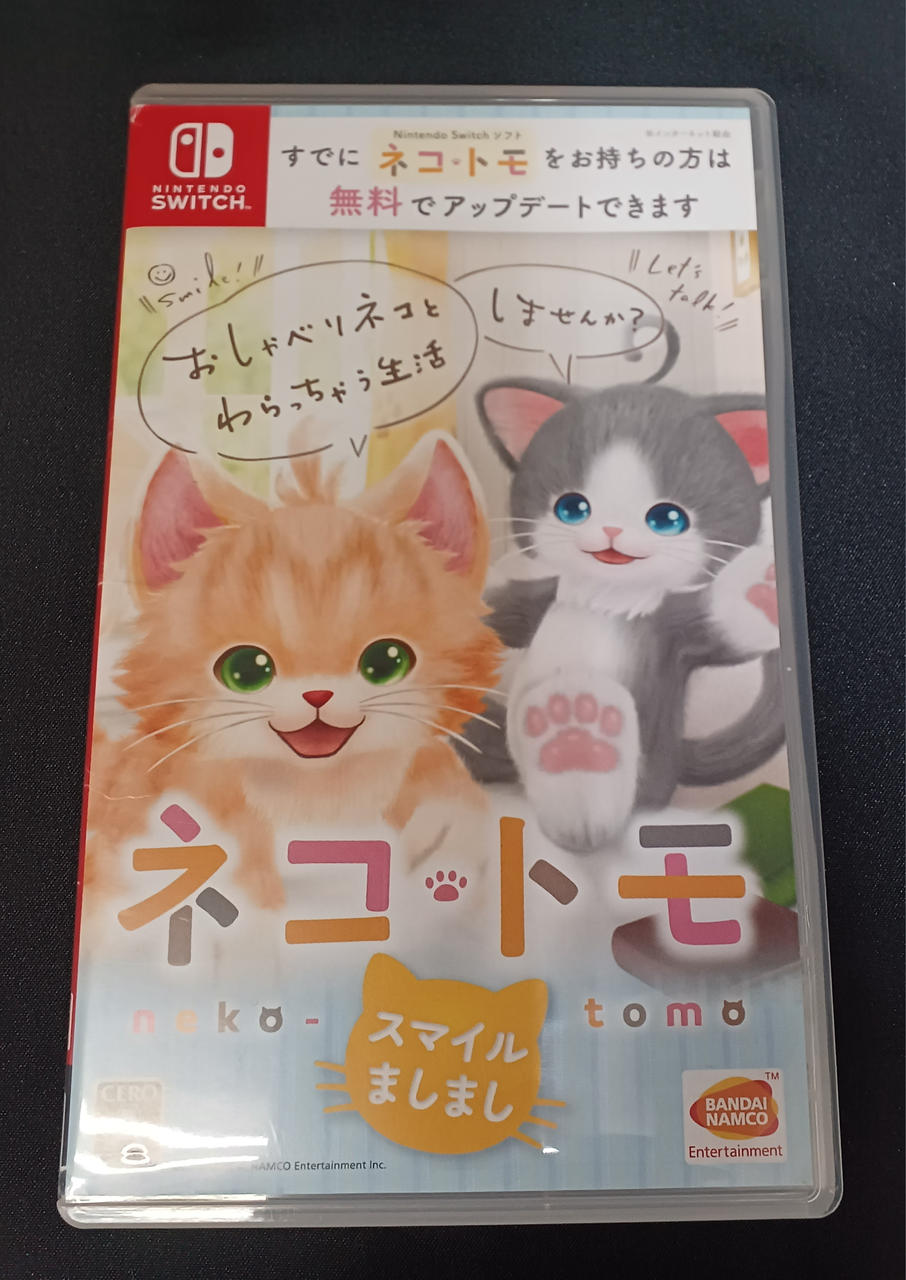 NINTENDO
SWITCH™
Nintendo Switch ソフト
すでに ネコ・トモ をお持ちの方は
無料でアップデートできます
Smile!
おしゃべりネコと
わらっちゃう生活
しませんか?
Let's
talk!
ネコ・トモ
neko-tomo
スマイル
ましまし
CERO
TM
BANDAI
NAMCO
Entertainment
NAMCO Entertainment Inc.